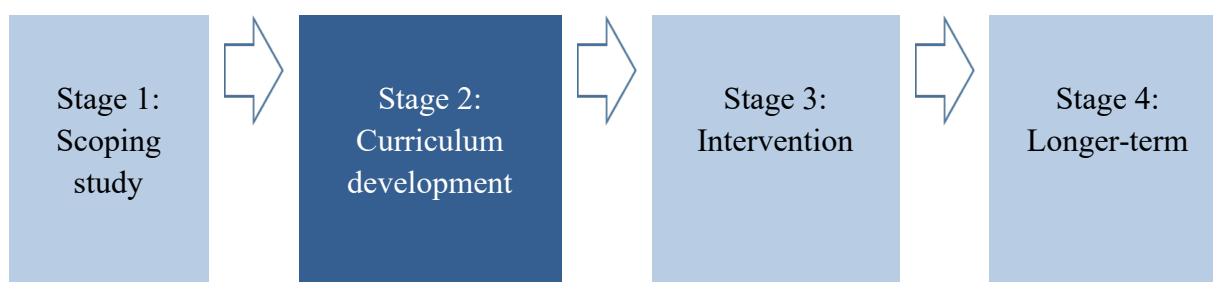 Stage 1:
Scoping
study
Stage 2:
Curriculum
development
Stage 3:
Intervention
Stage 4:
Longer-term